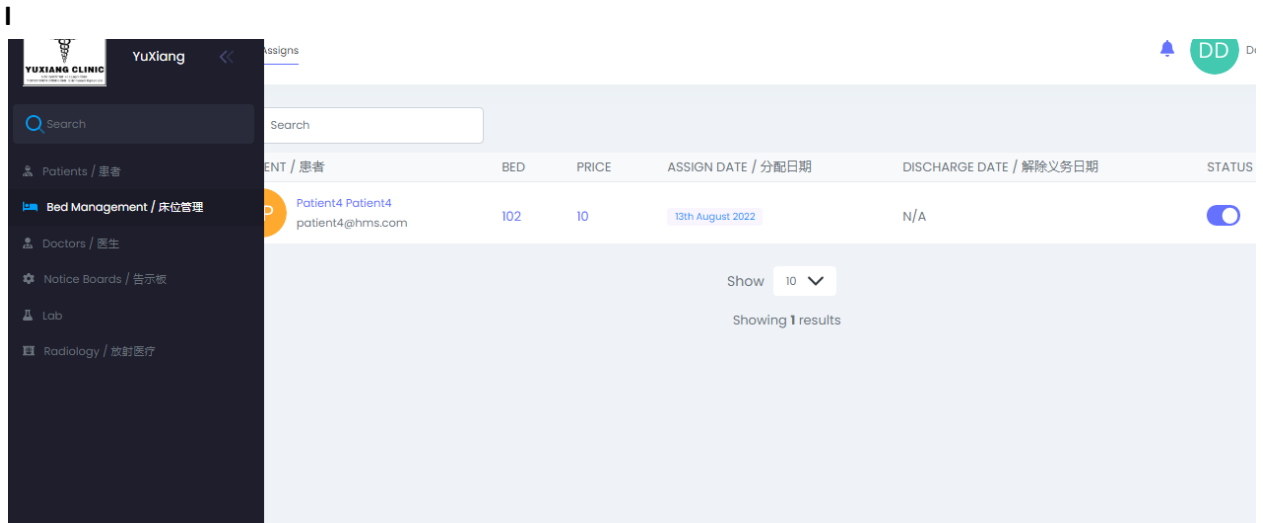 I
YUXIANG CLINIC
YuXiang
Assigns
DD
Search
Search
Patients / 患者
Bed Management / 床位管理
Doctors / 医生
Notice Boards / 告示板
Lab
Radiology / 放射医疗
ENT / 患者 BED PRICE ASSIGN DATE / 分配日期 DISCHARGE DATE / 解除义务日期 STATUS
P
Patient4 Patient4
patient4@hms.com
102 10 13th August 2022 N/A
Show 10
Showing 1 results